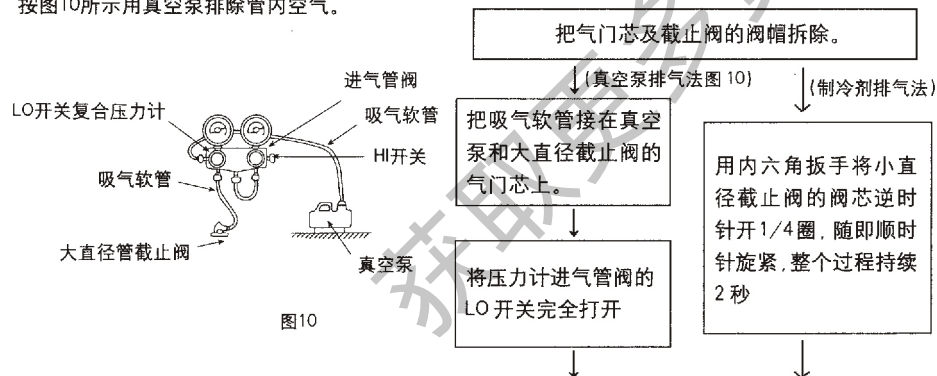 按图10所示用真空泵排除管内空气。
进气管阀
LO开关复合压力计
吸气软管
HI开关
吸气软管
大直径管截止阀
真空泵
图10
把气门芯及截止阀的阀帽拆除。
(真空泵排气法图10)
(制冷剂排气法)
把吸气软管接在真空
泵和大直径截止阀的
气门芯上。
将压力计进气管阀的
LO开关完全打开
用内六角扳手将小直
径截止阀的阀芯逆时
针开1/4圈,随即顺时
针旋紧,整个过程持续
2秒
获取更多